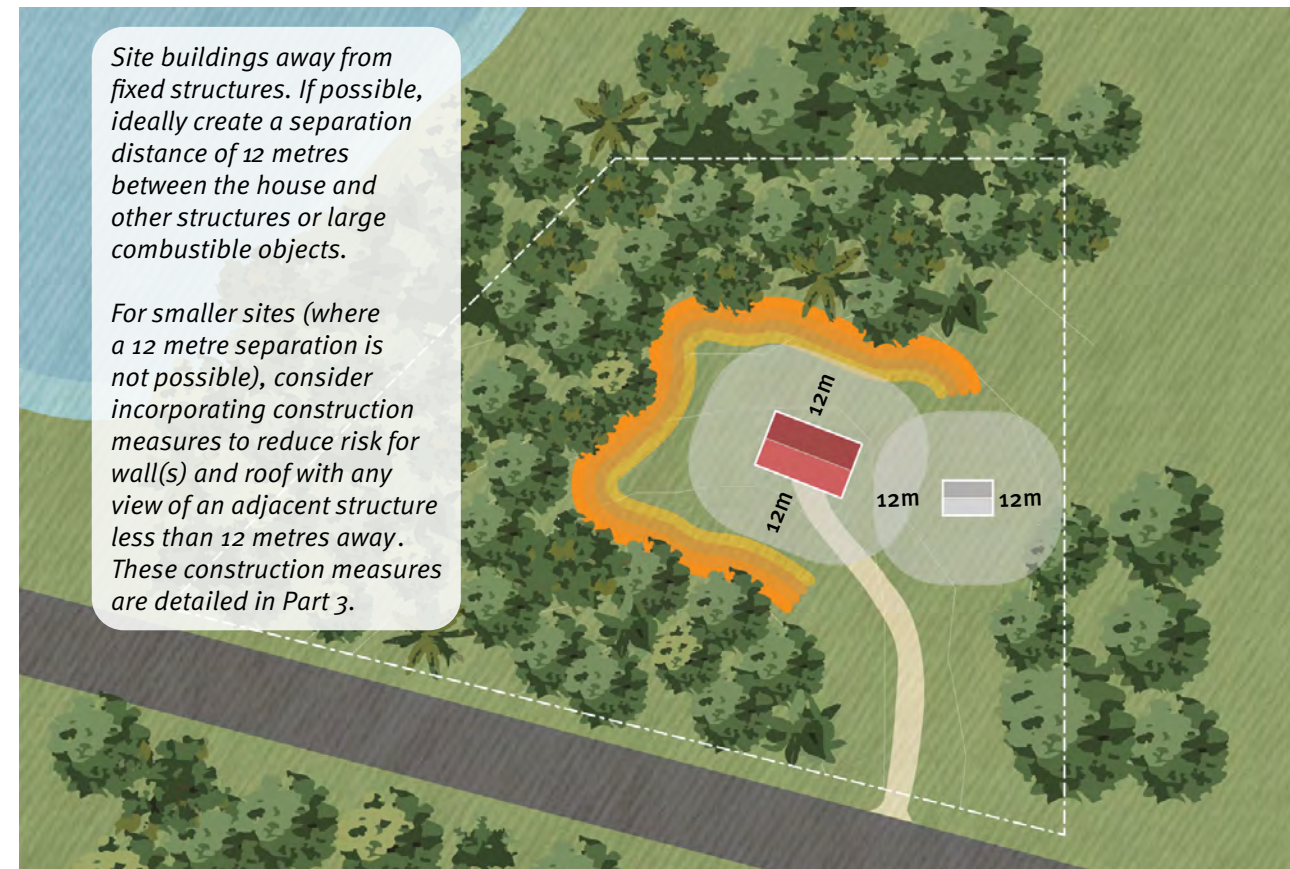 Site buildings away from
fixed structures. If possible,
ideally create a separation
distance of 12 metres
between the house and
other structures or large
combustible objects.
For smaller sites (where
a 12 metre separation is
not possible), consider
incorporating construction
measures to reduce risk for
wall(s) and roof with any
view of an adjacent structure
less than 12 metres away.
These construction measures
are detailed in Part 3.
12m
12m
12m
12m